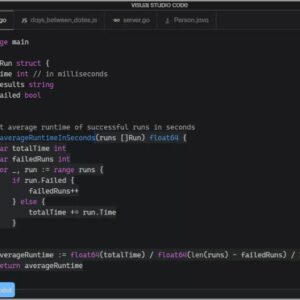 VISUAL STUDIO CODE
.go
days_between_dates.js
server.go
Person.java
ge main
Run struct {
ime int // in milliseconds
esults string
ailed bool
t average runtime of successful runs in seconds
averageRuntimeInSeconds(runs []Run) float64 {
ar totalTime int
ar failedRuns int
or _, run := range runs {
if run.Failed {
failedRuns++
} else {
totalTime += run.Time
}
verageRuntime := float64(totalTime) / float64(len(runs) - failedRuns) /
eturn averageRuntime